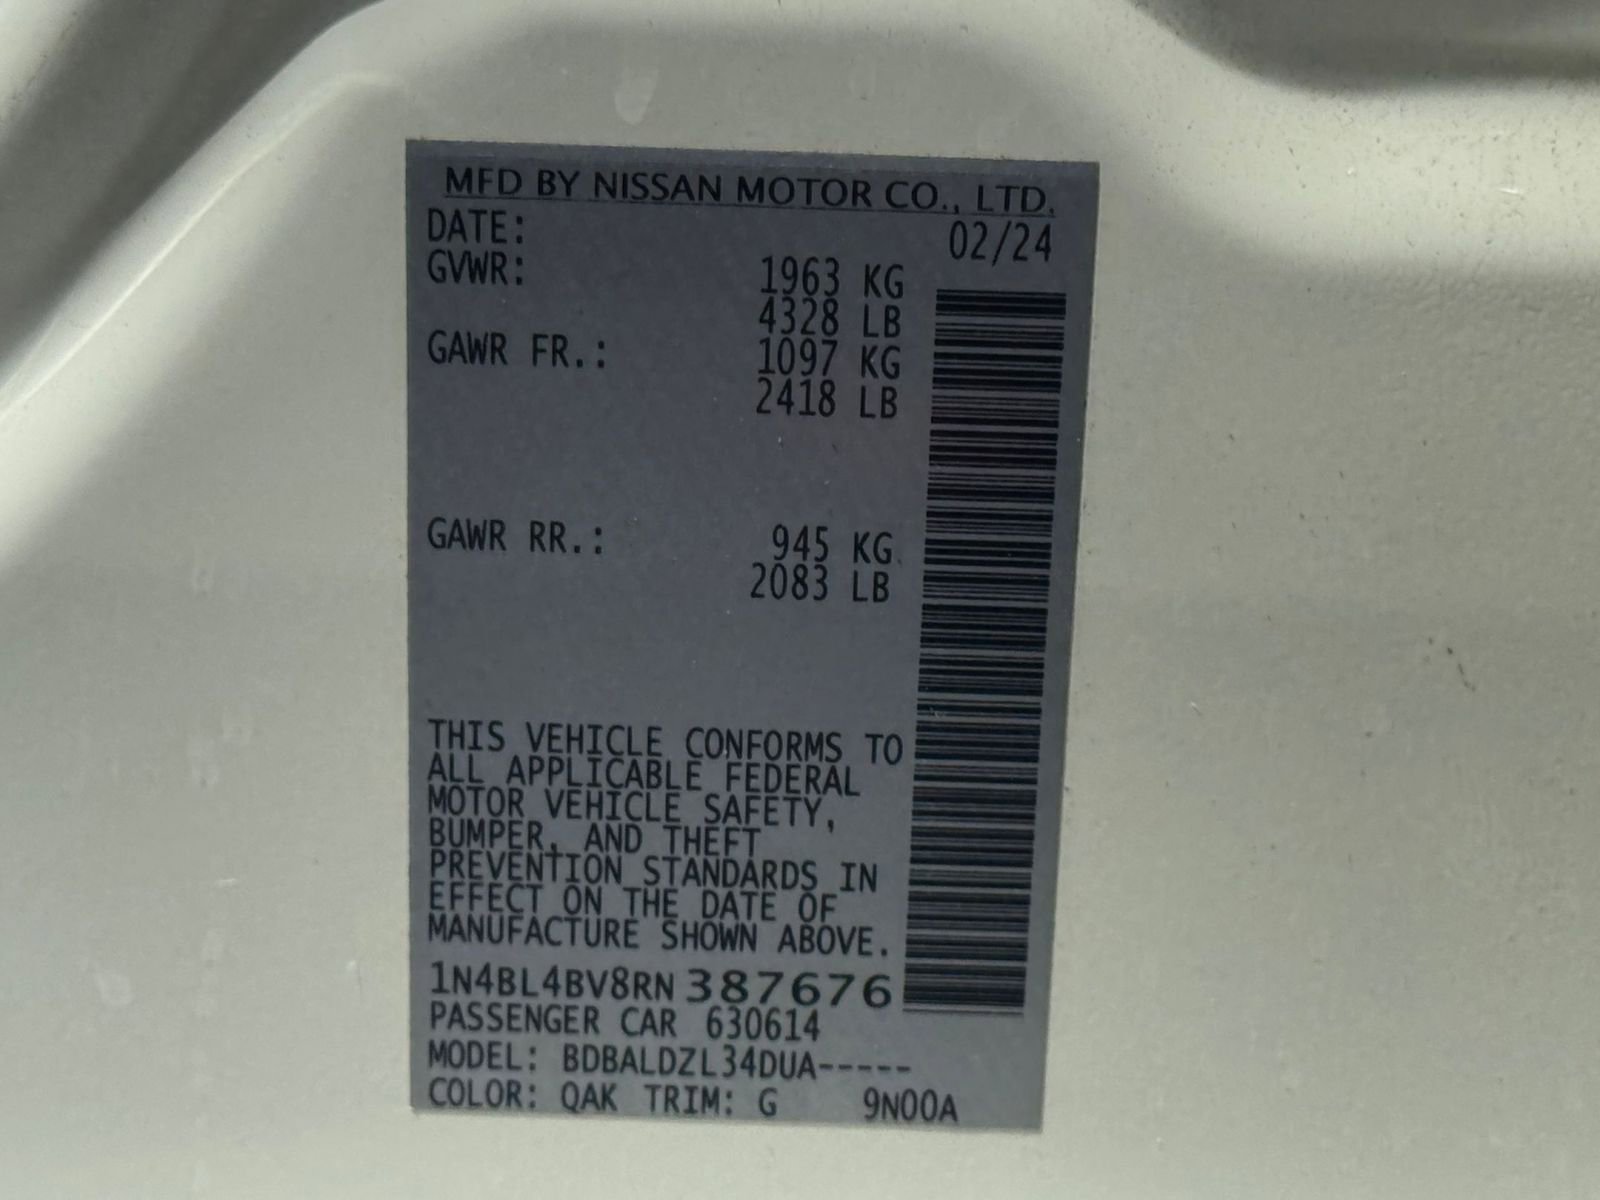 MFD BY NISSAN MOTOR CO., LTD.
DATE: 02/24
GVWR: 1963 KG
4328 LB
GAWR FR.: 1097 KG
2418 LB
GAWR RR.: 945 KG
2083 LB
THIS VEHICLE CONFORMS TO
ALL APPLICABLE FEDERAL
MOTOR VEHICLE SAFETY,
BUMPER, AND THEFT
PREVENTION STANDARDS IN
EFFECT ON THE DATE OF
MANUFACTURE SHOWN ABOVE.
1N4BL4BV8RN387676
PASSENGER CAR 630614
MODEL: BDBALDZL34DUA-----
COLOR: QAK TRIM: G 9N00A